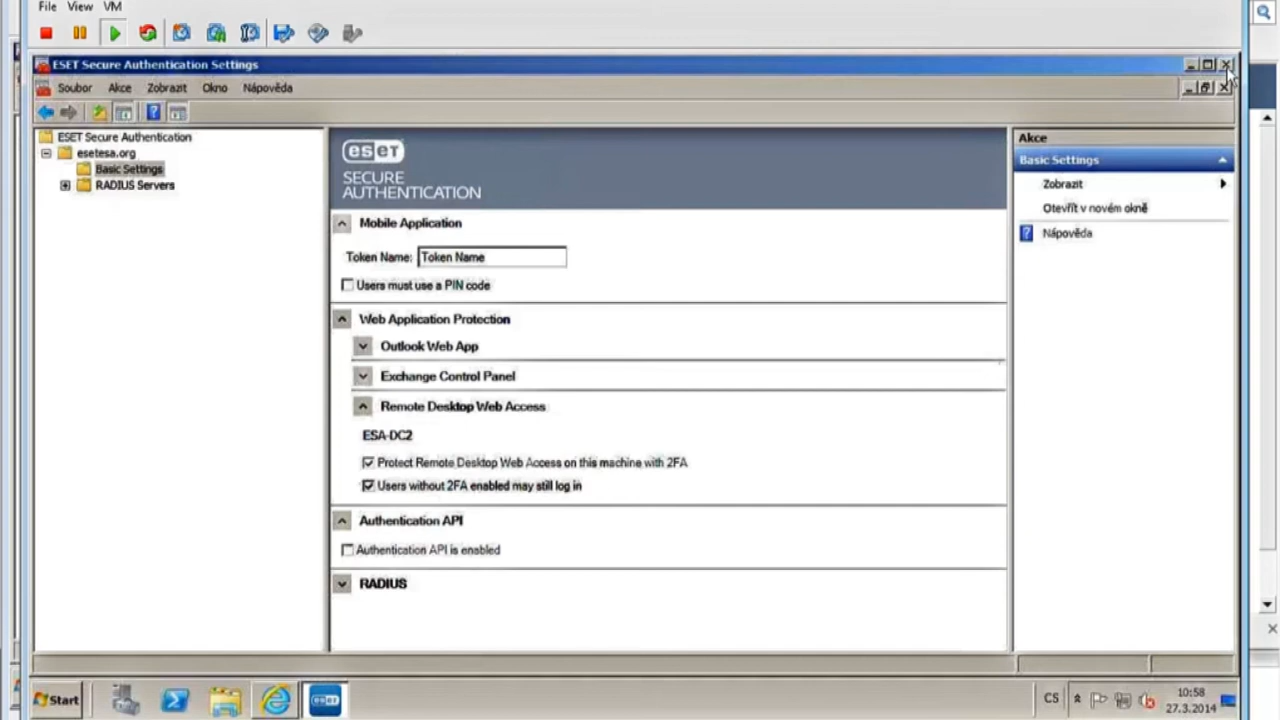 File View VM
ESET Secure Authentication Settings
Soubor Akce Zobrazit Okno Nápověda
ESET Secure Authentication
esetesa.org
Basic Settings
RADIUS Servers
eseT
SECURE
AUTHENTICATION
Mobile Application
Token Name: Token Name
Users must use a PIN code
Web Application Protection
Outlook Web App
Exchange Control Panel
Remote Desktop Web Access
ESA-DC2
Protect Remote Desktop Web Access on this machine with 2FA
Users without 2FA enabled may still log in
Authentication API
Authentication API is enabled
RADIUS
Akce
Basic Settings
Zobrazit
Otevřít v novém okně
Nápověda
Start
eseT
CS
10:58
27.3.2014